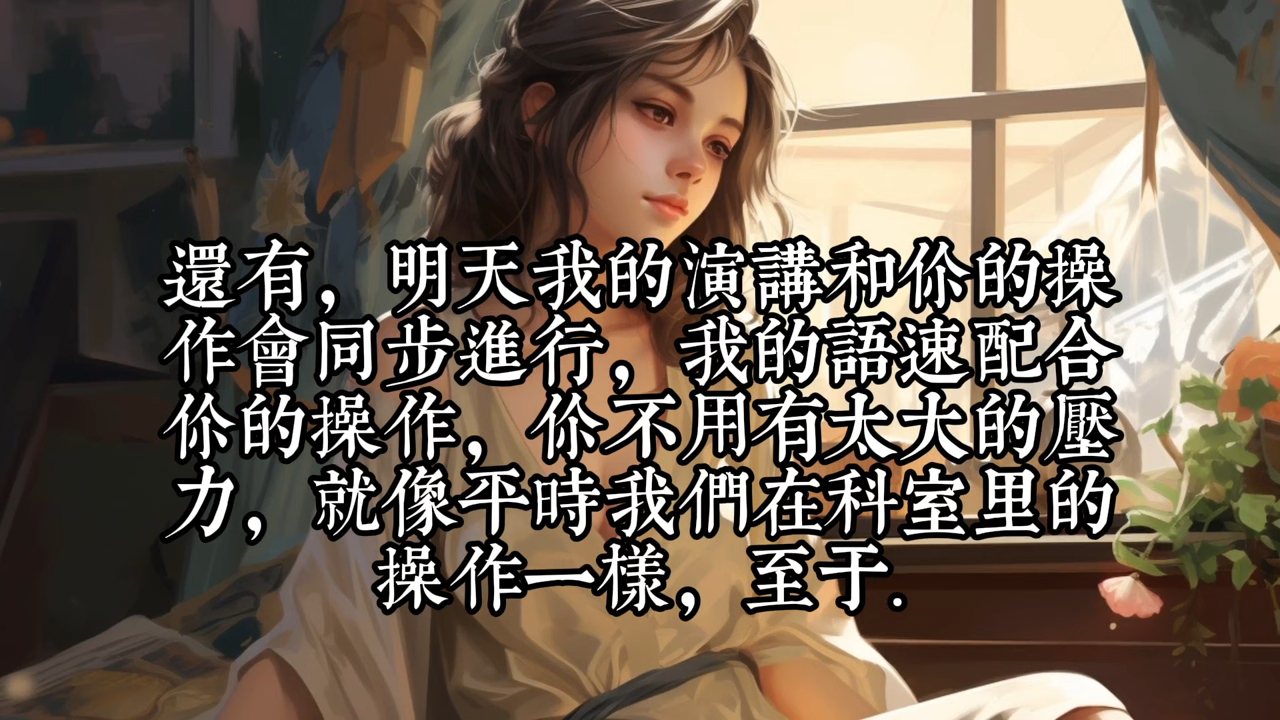 還有，明天我的演講和伱的操
作會同步進行，我的語速配合
伱的操作，伱不用有太大的壓
力，就像平時我們在科室里的
操作一樣，至于.